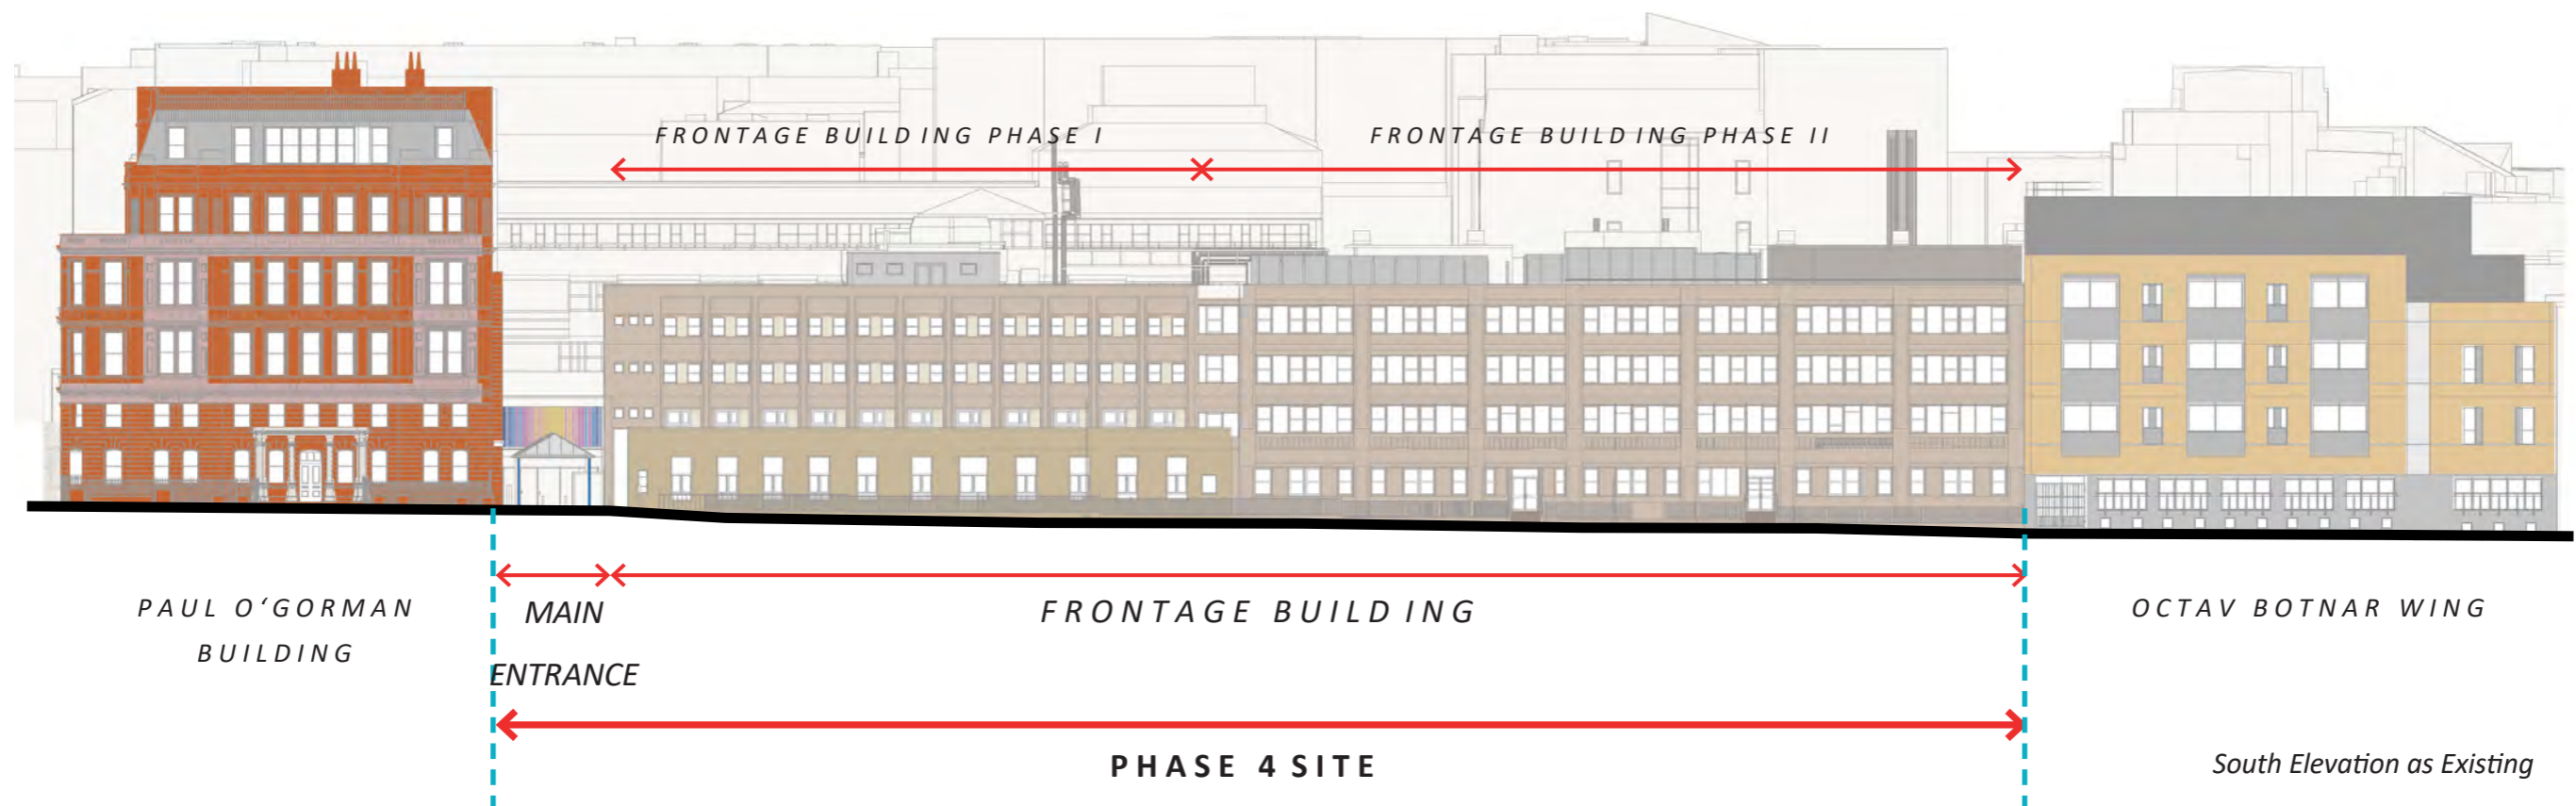 FRONTAGE BUILDING PHASE I
FRONTAGE BUILDING PHASE II
PAUL O‘GORMAN
BUILDING
MAIN
ENTRANCE
FRONTAGE BUILDING
OCTAV BOTNAR WING
PHASE 4 SITE
South Elevation as Existing